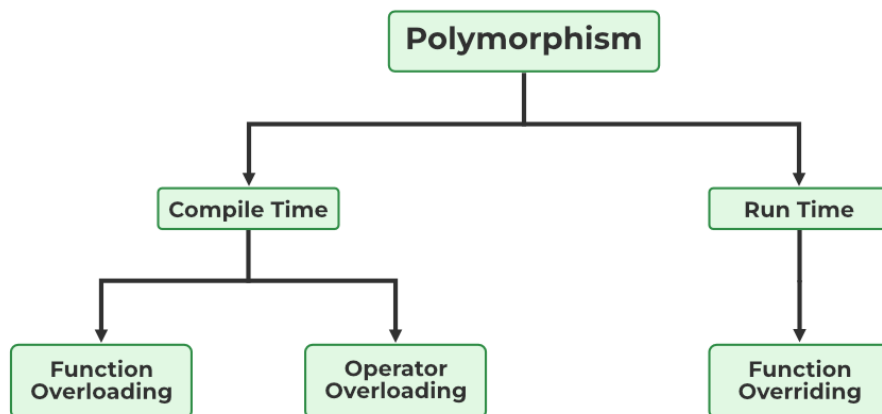 Polymorphism
Compile Time
Run Time
Function
Overloading
Operator
Overloading
Function
Overriding